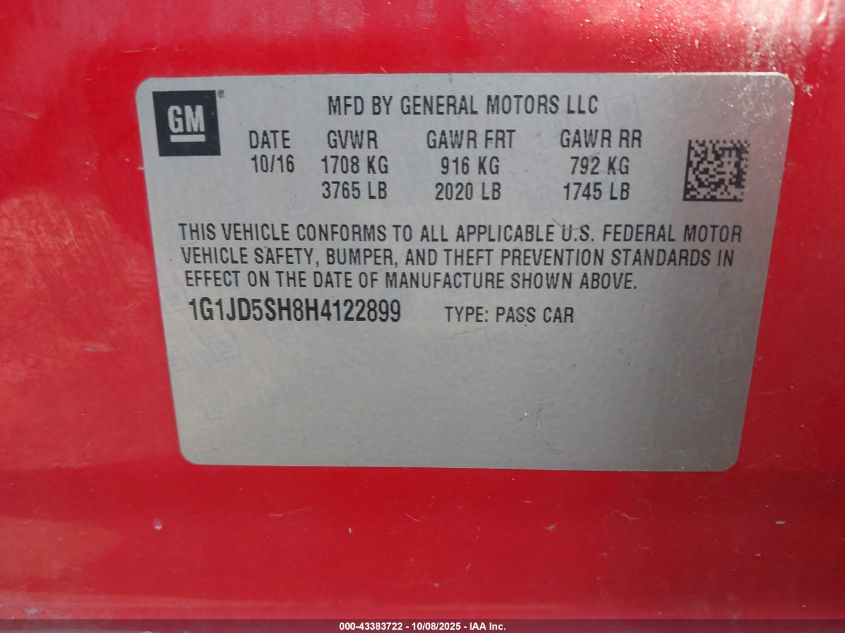 GM ®
MFD BY GENERAL MOTORS LLC
DATE GVWR GAWR FRT GAWR RR
10/16 1708 KG 916 KG 792 KG
3765 LB 2020 LB 1745 LB
THIS VEHICLE CONFORMS TO ALL APPLICABLE U.S. FEDERAL MOTOR
VEHICLE SAFETY, BUMPER, AND THEFT PREVENTION STANDARDS IN
EFFECT ON THE DATE OF MANUFACTURE SHOWN ABOVE.
1G1JD5SH8H4122899 TYPE: PASS CAR
000-43383722 - 10/08/2025 - IAA Inc.